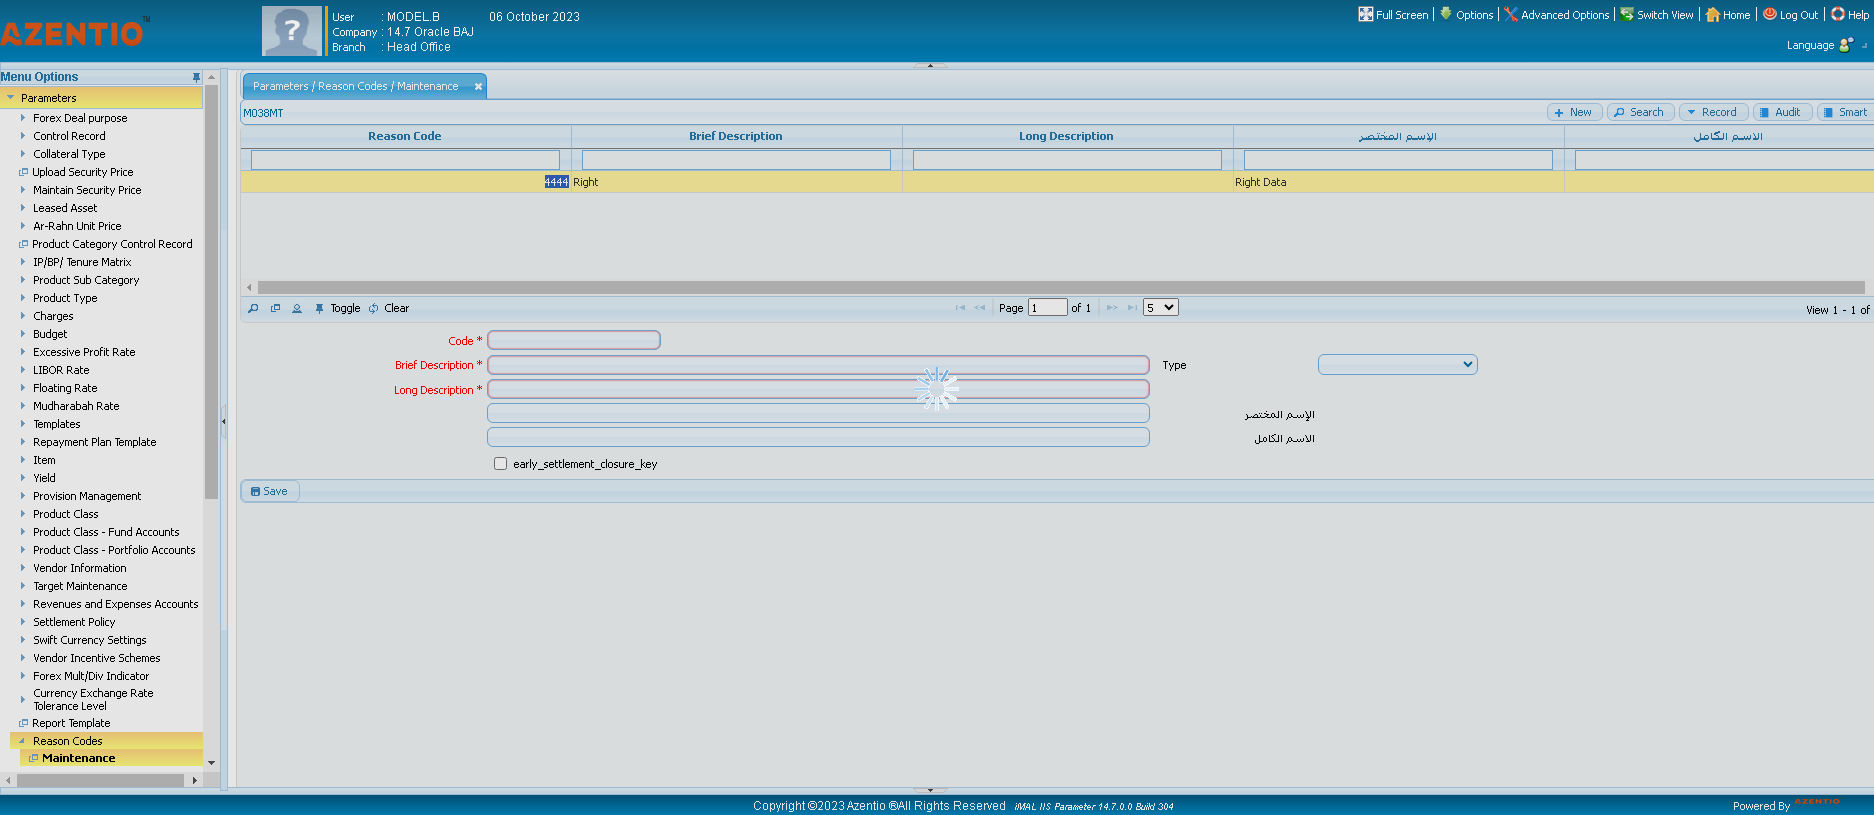 AZENTIO™
User : MODEL.B 06 October 2023
Company : 14.7 Oracle BAJ
Branch : Head Office
Full Screen Options Advanced Options Switch View Home Log Out Help
Language
Menu Options
Parameters
Forex Deal purpose
Control Record
Collateral Type
Upload Security Price
Maintain Security Price
Leased Asset
Ar-Rahn Unit Price
Product Category Control Record
IP/BP/ Tenure Matrix
Product Sub Category
Product Type
Charges
Budget
Excessive Profit Rate
LIBOR Rate
Floating Rate
Mudharabah Rate
Templates
Repayment Plan Template
Item
Yield
Provision Management
Product Class
Product Class - Fund Accounts
Product Class - Portfolio Accounts
Vendor Information
Target Maintenance
Revenues and Expenses Accounts
Settlement Policy
Swift Currency Settings
Vendor Incentive Schemes
Forex Mult/Div Indicator
Currency Exchange Rate
Tolerance Level
Report Template
Reason Codes
Maintenance
Parameters / Reason Codes / Maintenance
M038MT
New Search Record Audit Smart
Reason Code Brief Description Long Description الإسم المختصر الاسم الكامل
4444 Right Right Data
Toggle Clear Page 1 of 1 5 View 1 - 1 of
Code *
Brief Description * Type
Long Description *
الإسم المختصر
الاسم الكامل
early_settlement_closure_key
Save
Copyright ©2023 Azentio ®All Rights Reserved iMAL IIS Parameter 14.7.0.0 Build 304
Powered By AZENTIO